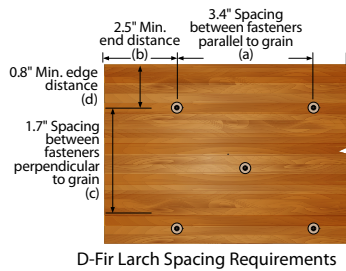 2.5" Min.
end distance
(b)
3.4" Spacing
between fasteners
parallel to grain
(a)
0.8" Min. edge
distance
(d)
1.7" Spacing
between
fasteners
perpendicular
to grain
(c)
D-Fir Larch Spacing Requirements